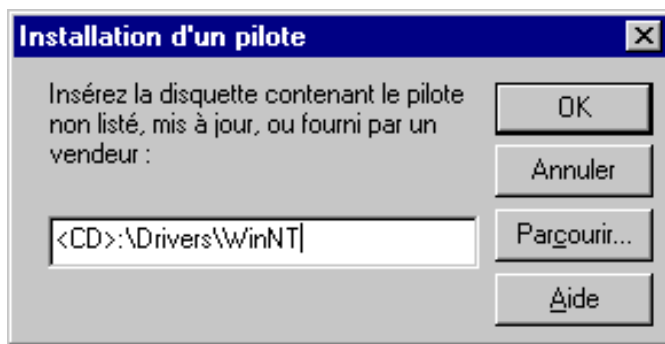 Installation d'un pilote
Insérez la disquette contenant le pilote
non listé, mis à jour, ou fourni par un
vendeur :
<CD>:\Drivers\WinNT
OK
Annuler
Parcourir...
Aide